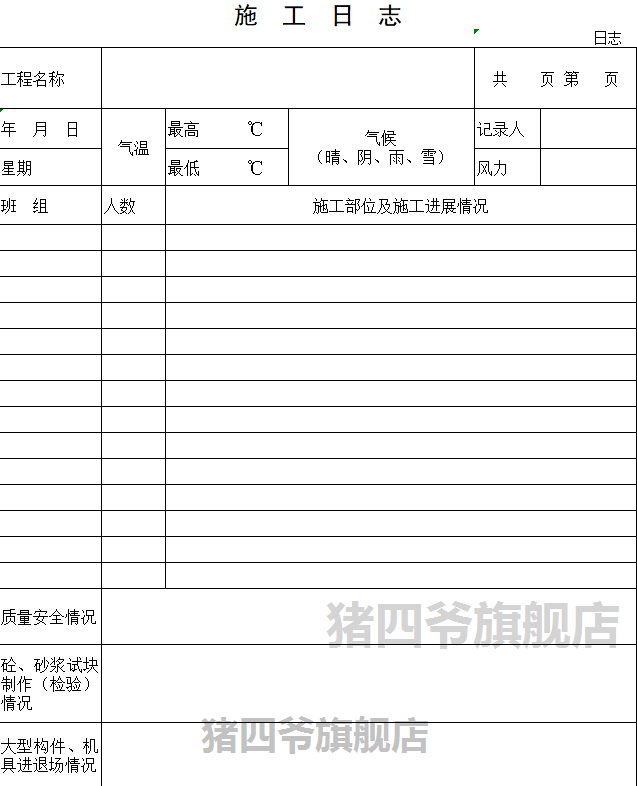 施 工 日 志
日志
工程名称
共 页 第 页
年 月 日
气温
最高 ℃
气候
（晴、阴、雨、雪）
记录人
星期
最低 ℃
风力
班 组
人数
施工部位及施工进展情况
质量安全情况
猪四爷旗舰店
砼、砂浆试块
制作（检验）
情况
猪四爷旗舰店
大型构件、机
具进退场情况